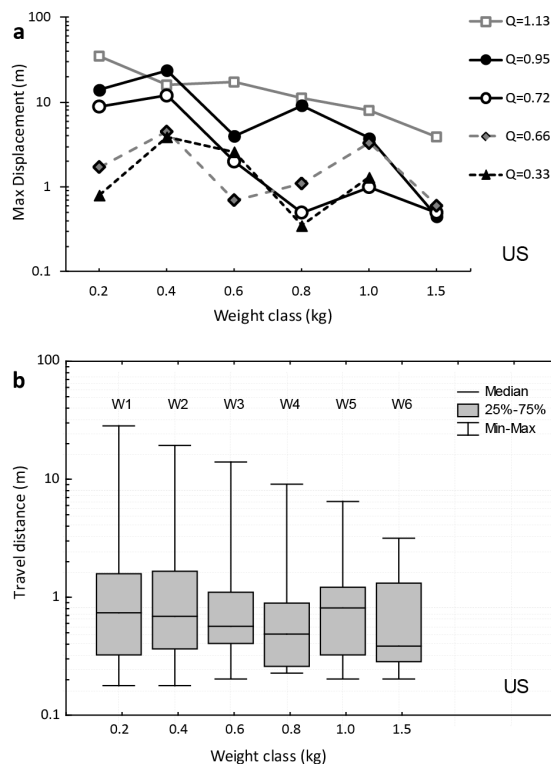 a
100
10
1
0.1
Max Displacement (m)
0.2 0.4 0.6 0.8 1.0 1.5
Weight class (kg)
Q=1.13
Q=0.95
Q=0.72
Q=0.66
Q=0.33
US
b
100
10
1
0.1
Travel distance (m)
W1 W2 W3 W4 W5 W6
Median
25%-75%
Min-Max
US
0.2 0.4 0.6 0.8 1.0 1.5
Weight class (kg)